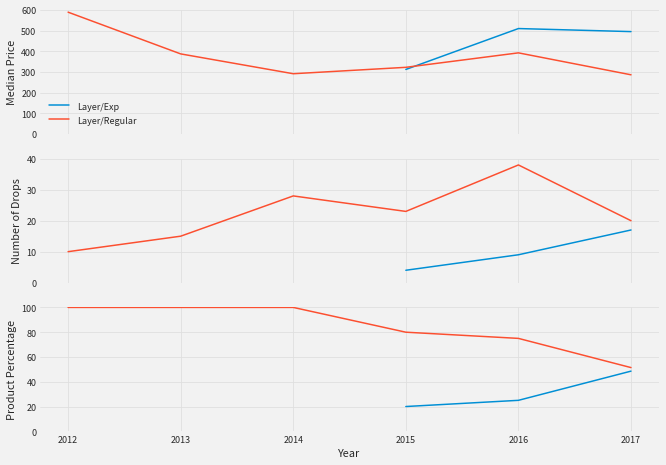 600
500
400
300
200
100
0
Median Price
Layer/Exp
Layer/Regular
40
30
20
10
0
Number of Drops
100
80
60
40
20
0
Product Percentage
2012 2013 2014 2015 2016 2017
Year